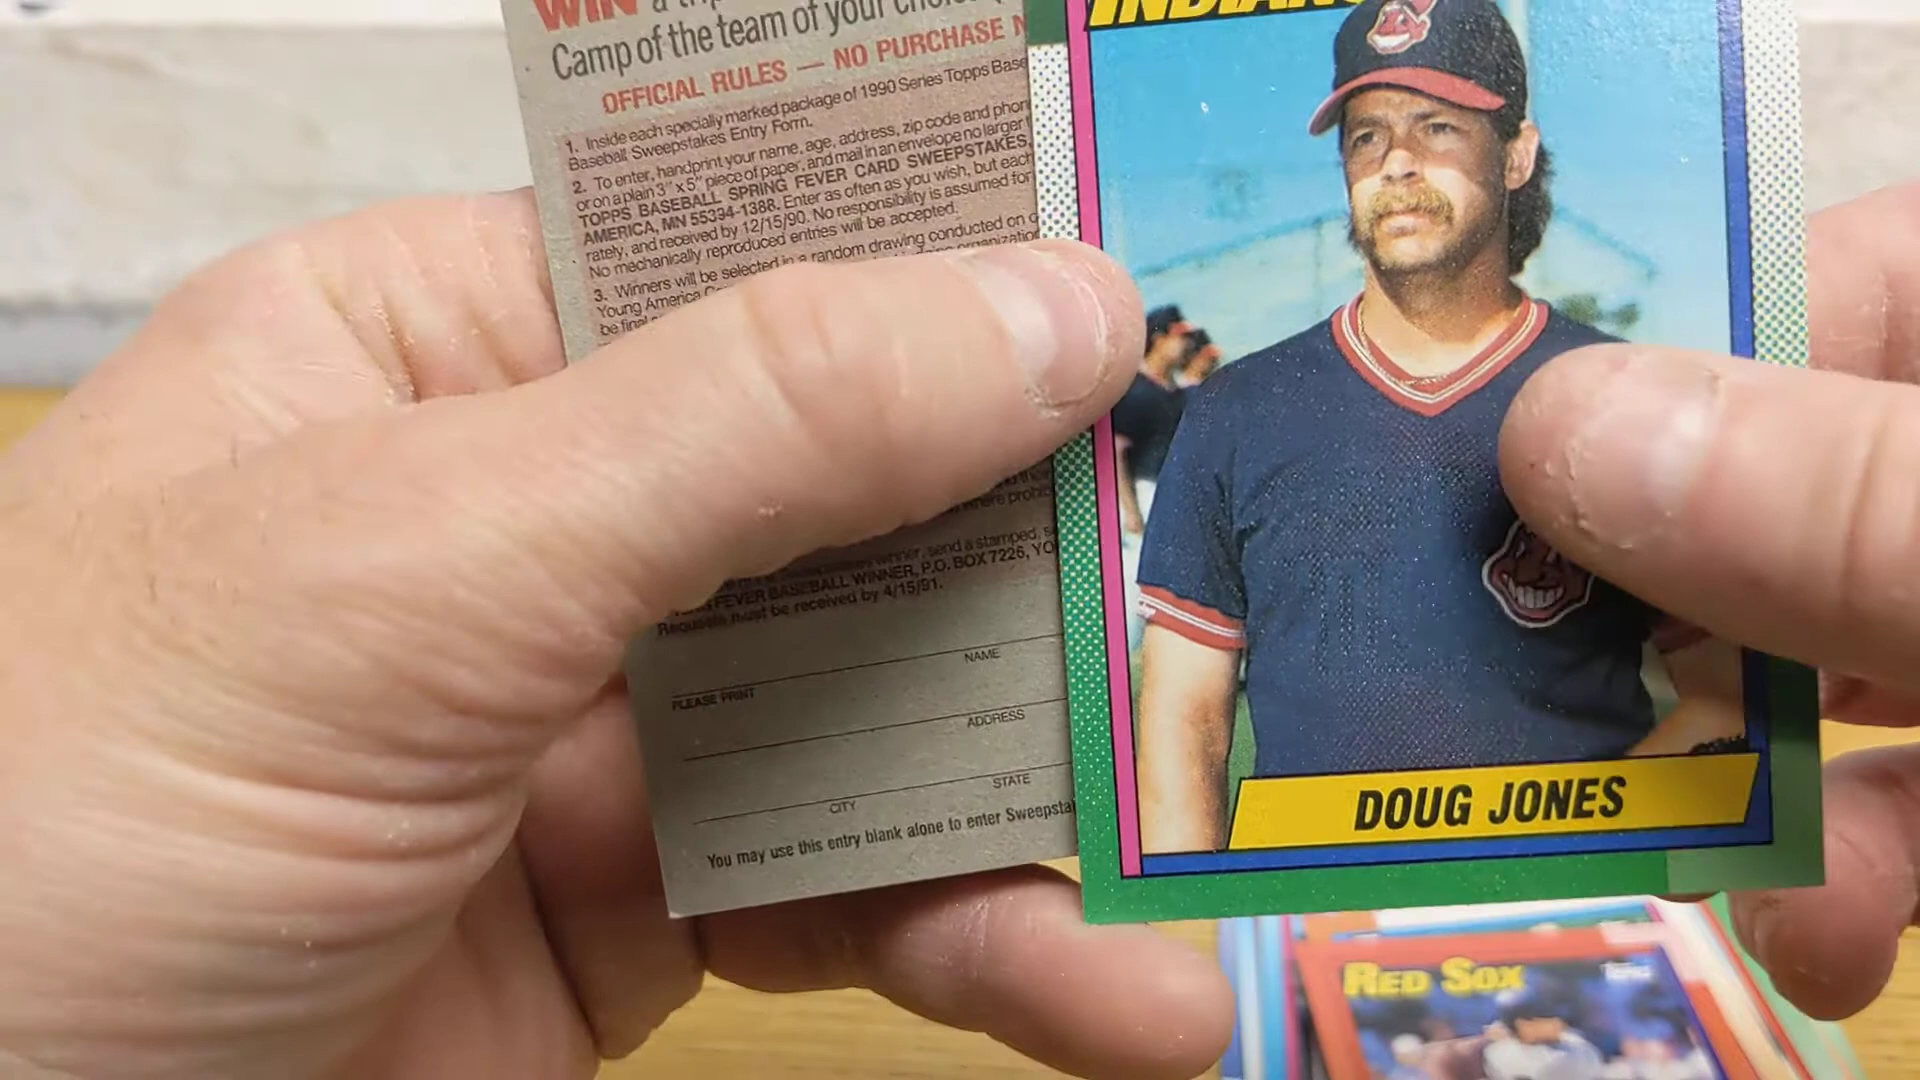 WIN a trip
Camp of the team of your choice
OFFICIAL RULES — NO PURCHASE
1. Inside each specially marked package of 1990 Series Topps
Baseball Sweepstakes Entry Form.
2. To enter, handprint your name, age, address, zip code and
or on a plain 3" x 5" piece of paper, and mail in an envelope no larger
TOPPS BASEBALL SPRING FEVER CARD SWEEPSTAKES,
AMERICA, MN 55394-1388. Enter as often as you wish, but each
rately, and received by 12/15/90. No responsibility is assumed for
No mechanically reproduced entries will be accepted.
3. Winners will be selected in a random drawing conducted on
Young America
be final
where
winner, send a stamped,
FEVER BASEBALL WINNER, P.O. BOX 7226, YO
Requests must be received by 4/15/91.
NAME
PLEASE PRINT
ADDRESS
STATE
CITY
You may use this entry blank alone to enter Sweepsta
INDIANS
DOUG JONES
RED SOX
Topps